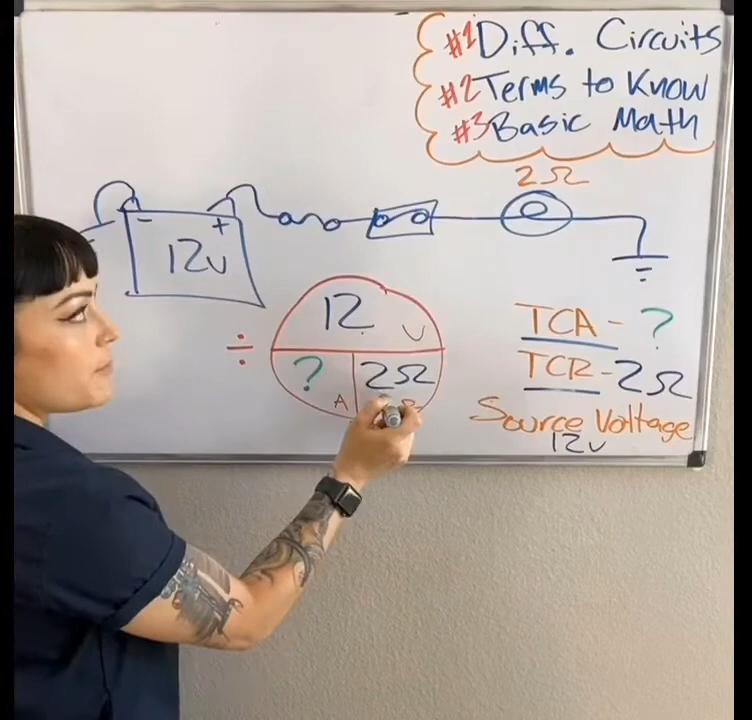 #1 Diff. Circuits
#2 Terms to Know
#3 Basic Math
2Ω
- +
12v
12 V
÷
? 2Ω
A
TCA - ?
TCR - 2Ω
Source Voltage
12v